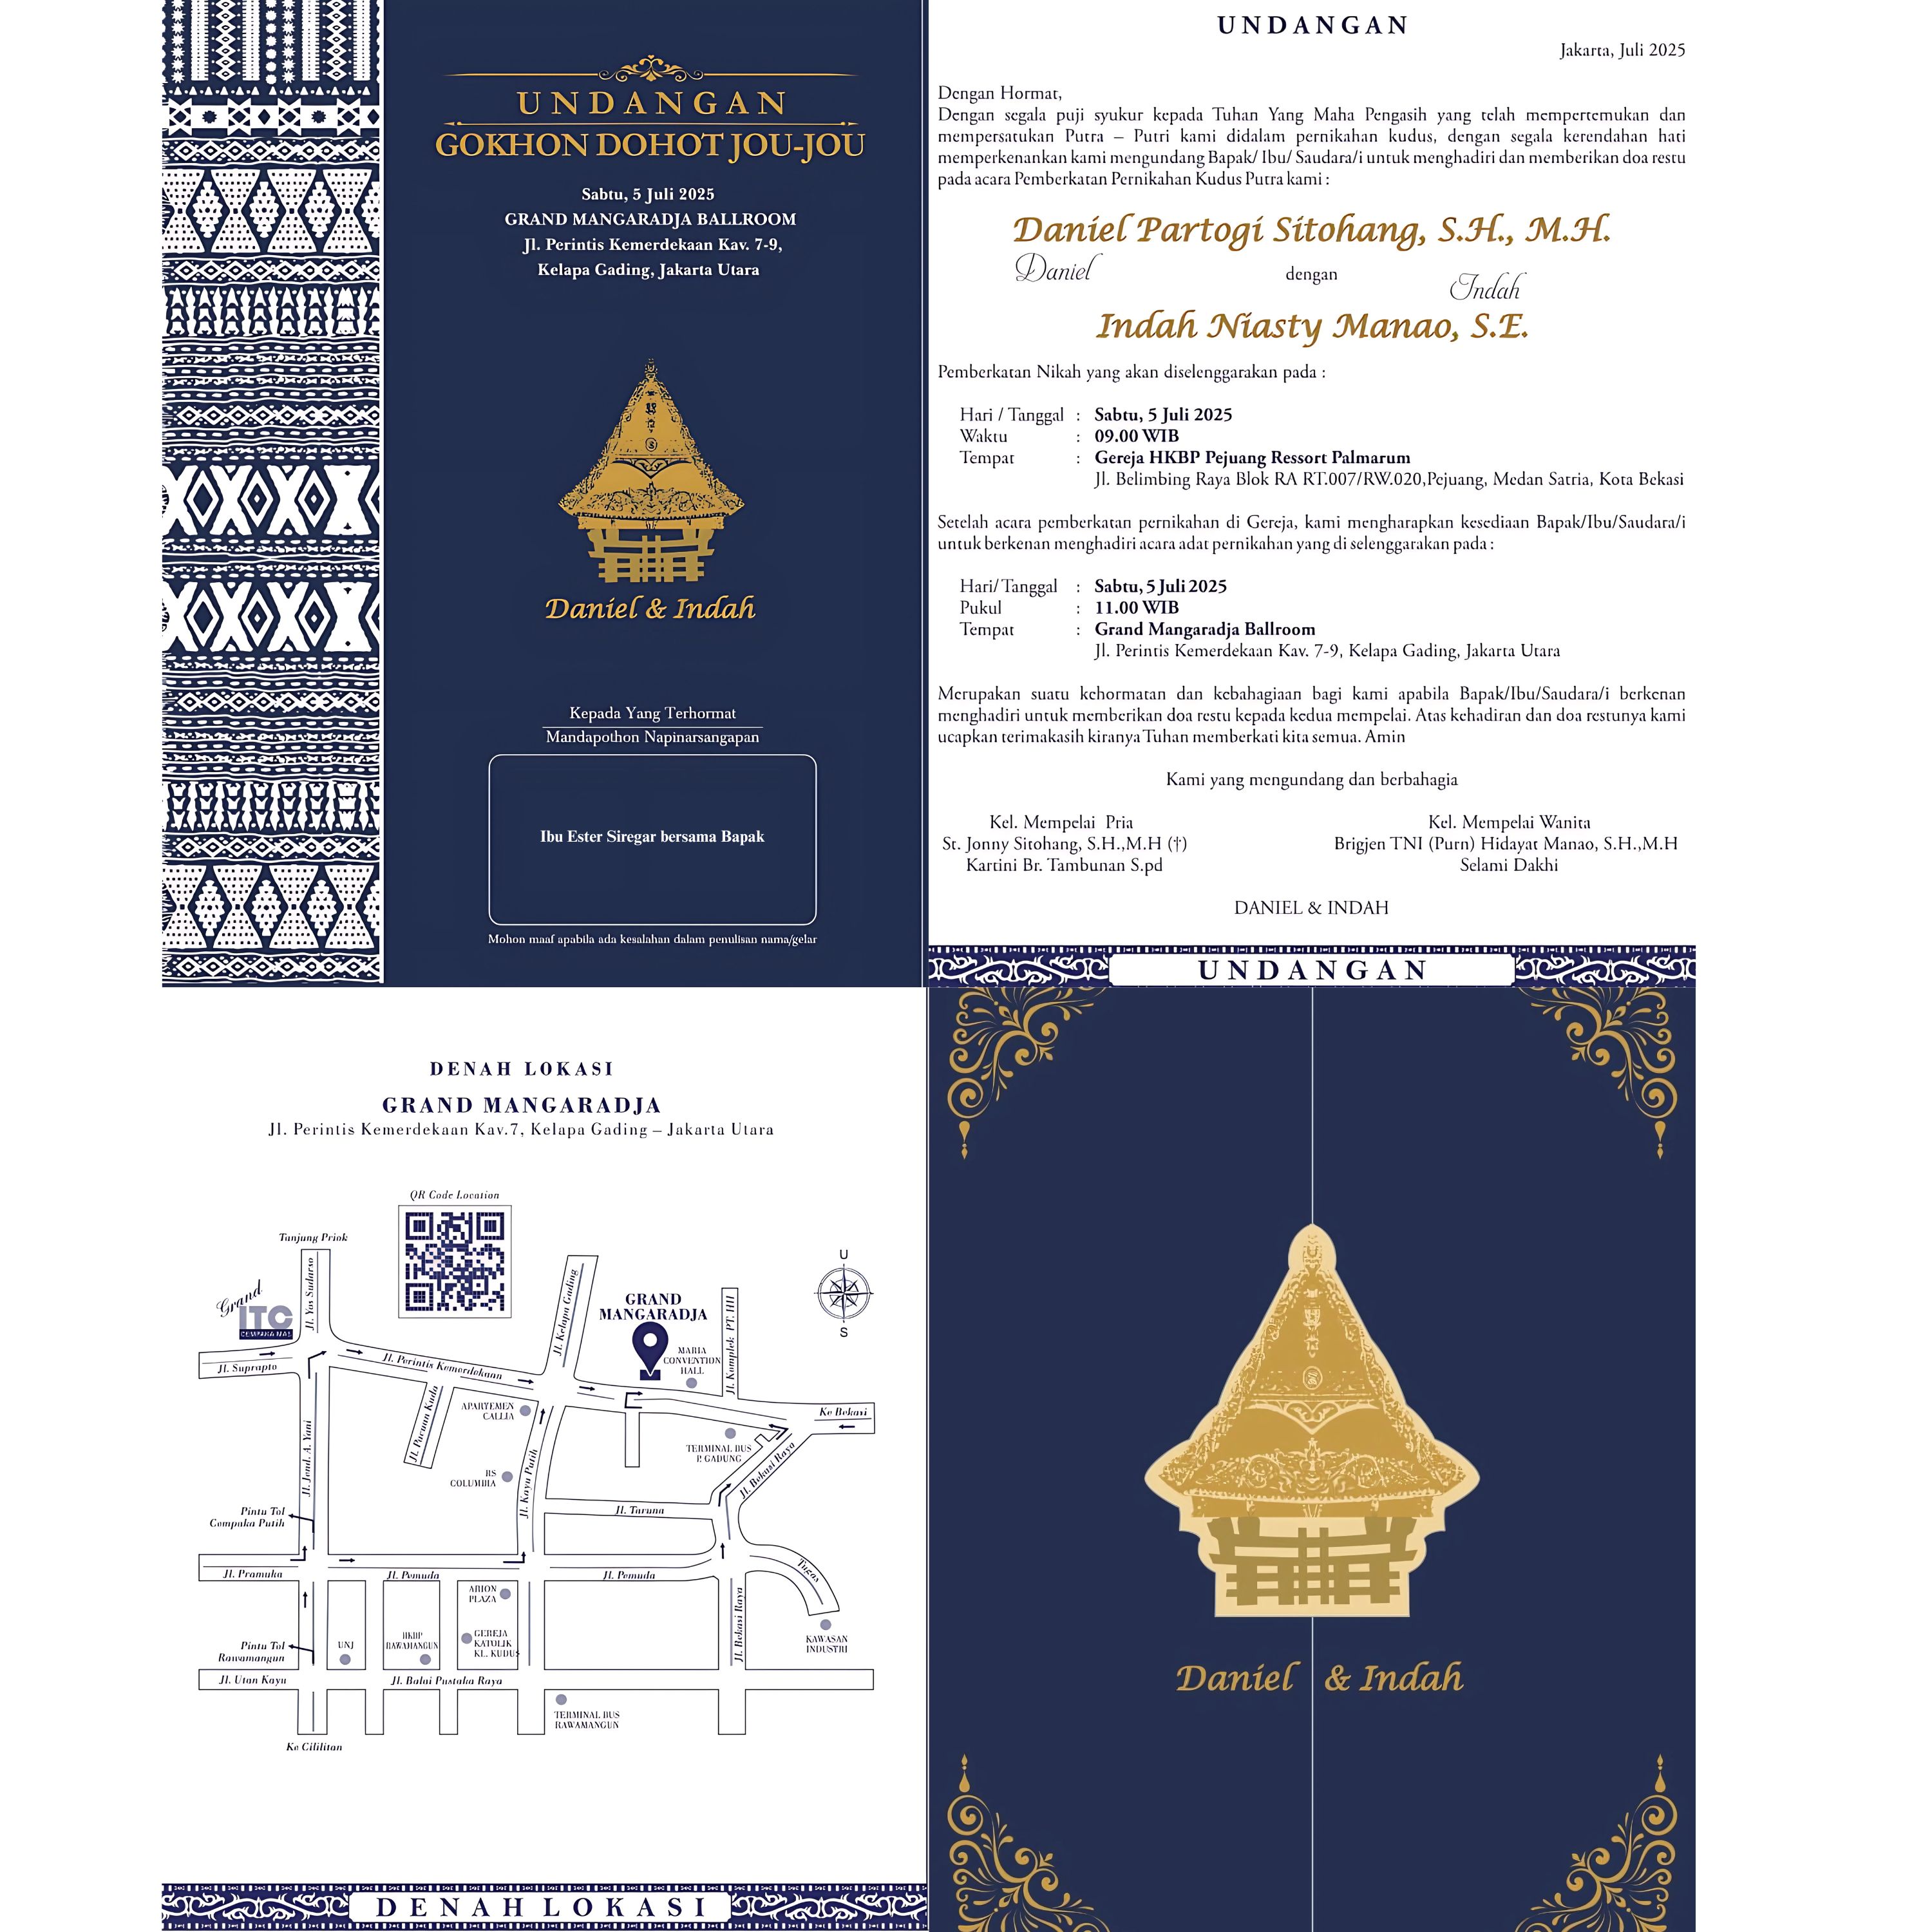 UNDANGAN
GOKHON DOHOT JOU-JOU
Sabtu, 5 Juli 2025
GRAND MANGARADJA BALLROOM
Jl. Perintis Kemerdekaan Kav. 7-9,
Kelapa Gading, Jakarta Utara
Daniel & Indah
Kepada Yang Terhormat
Mandapothon Napinarsangapan
Ibu Ester Siregar bersama Bapak
Mohon maaf apabila ada kesalahan dalam penulisan nama/gelar
UNDANGAN
Jakarta, Juli 2025
Dengan Hormat,
Dengan segala puji syukur kepada Tuhan Yang Maha Pengasih yang telah mempertemukan dan
mempersatukan Putra – Putri kami didalam pernikahan kudus, dengan segala kerendahan hati
memperkenankan kami mengundang Bapak/ Ibu/ Saudara/i untuk menghadiri dan memberikan doa restu
pada acara Pemberkatan Pernikahan Kudus Putra kami :
Daniel Partogi Sitohang, S.H., M.H.
Daniel
dengan
Indah
Indah Niasty Manao, S.E.
Pemberkatan Nikah yang akan diselenggarakan pada :
Hari / Tanggal : Sabtu, 5 Juli 2025
Waktu : 09.00 WIB
Tempat : Gereja HKBP Pejuang Ressort Palmarum
Jl. Belimbing Raya Blok RA RT.007/RW.020,Pejuang, Medan Satria, Kota Bekasi
Setelah acara pemberkatan pernikahan di Gereja, kami mengharapkan kesediaan Bapak/Ibu/Saudara/i
untuk berkenan menghadiri acara adat pernikahan yang di selenggarakan pada :
Hari/Tanggal : Sabtu, 5 Juli 2025
Pukul : 11.00 WIB
Tempat : Grand Mangaradja Ballroom
Jl. Perintis Kemerdekaan Kav. 7-9, Kelapa Gading, Jakarta Utara
Merupakan suatu kehormatan dan kebahagiaan bagi kami apabila Bapak/Ibu/Saudara/i berkenan
menghadiri untuk memberikan doa restu kepada kedua mempelai. Atas kehadiran dan doa restunya kami
ucapkan terimakasih kiranya Tuhan memberkati kita semua. Amin
Kami yang mengundang dan berbahagia
Kel. Mempelai Pria
St. Jonny Sitohang, S.H.,M.H (†)
Kartini Br. Tambunan S.pd
Kel. Mempelai Wanita
Brigjen TNI (Purn) Hidayat Manao, S.H.,M.H
Selami Dakhi
DANIEL & INDAH
UNDANGAN
DENAH LOKASI
GRAND MANGARADJA
Jl. Perintis Kemerdekaan Kav.7, Kelapa Gading – Jakarta Utara
QR Code Location
Tanjung Priok
Jl. Yos Sudarso
Grand
ITC
CEMPAKA MAS
Jl. Suprapto
Jl. Perintis Kemerdekaan
Jl. Kelapa Gading
GRAND
MANGARADJA
MARIA
CONVENTION
HALL
Jl. Komplek PT. IHI
U
S
Jl. Pacuan Kuda
APARTEMEN
CALLIA
Ke Bekasi
TERMINAL BUS
P. GADUNG
Jl. Jend. A. Yani
RS
COLUMBIA
Jl. Kayu Putih
Jl. Bekasi Raya
Jl. Taruna
Pintu Tol
Cempaka Putih
Jl. Pramuka
Jl. Pemuda
Jl. Pemuda
Tugas
ARION
PLAZA
Jl. Bekasi Raya
KAWASAN
INDUSTRI
Pintu Tol
Rawamangun
UNJ
HKBP
RAWAMANGUN
GEREJA
KATOLIK
KL. KUDUS
Jl. Utan Kayu
Jl. Balai Pustaka Raya
TERMINAL BUS
RAWAMANGUN
Ke Cililitan
DENAH LOKASI
Daniel & Indah